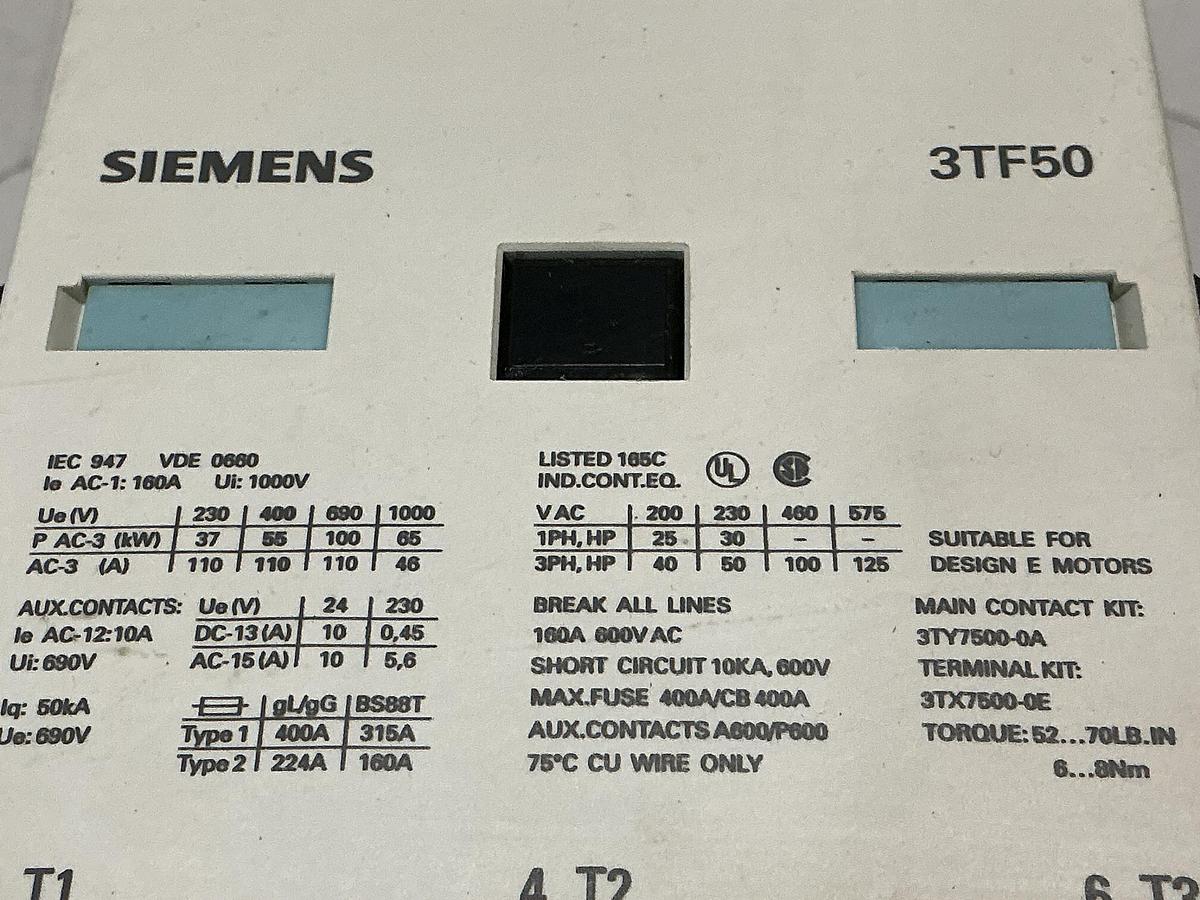 SIEMENS 3TF50
IEC 947 VDE 0660
Ie AC-1: 160A Ui: 1000V
Ue (V) 230 400 690 1000
P AC-3 (kW) 37 55 100 65
AC-3 (A) 110 110 110 46
AUX.CONTACTS: Ue (V) 24 230
Ie AC-12:10A DC-13 (A) 10 0,45
Ui: 690V AC-15 (A) 10 5,6
Iq: 50kA gL/gG BS88T
Ue: 690V Type 1 400A 315A
Type 2 224A 160A
LISTED 165C UL SA
IND.CONT.EQ.
V AC 200 230 460 575
1PH, HP 25 30 – –
3PH, HP 40 50 100 125
BREAK ALL LINES
160A 600V AC
SHORT CIRCUIT 10KA, 600V
MAX.FUSE 400A/CB 400A
AUX.CONTACTS A600/P600
75°C CU WIRE ONLY
SUITABLE FOR
DESIGN E MOTORS
MAIN CONTACT KIT:
3TY7500-0A
TERMINAL KIT:
3TX7500-0E
TORQUE: 52...70LB.IN
6...8Nm
T1 4 T2 6 T3